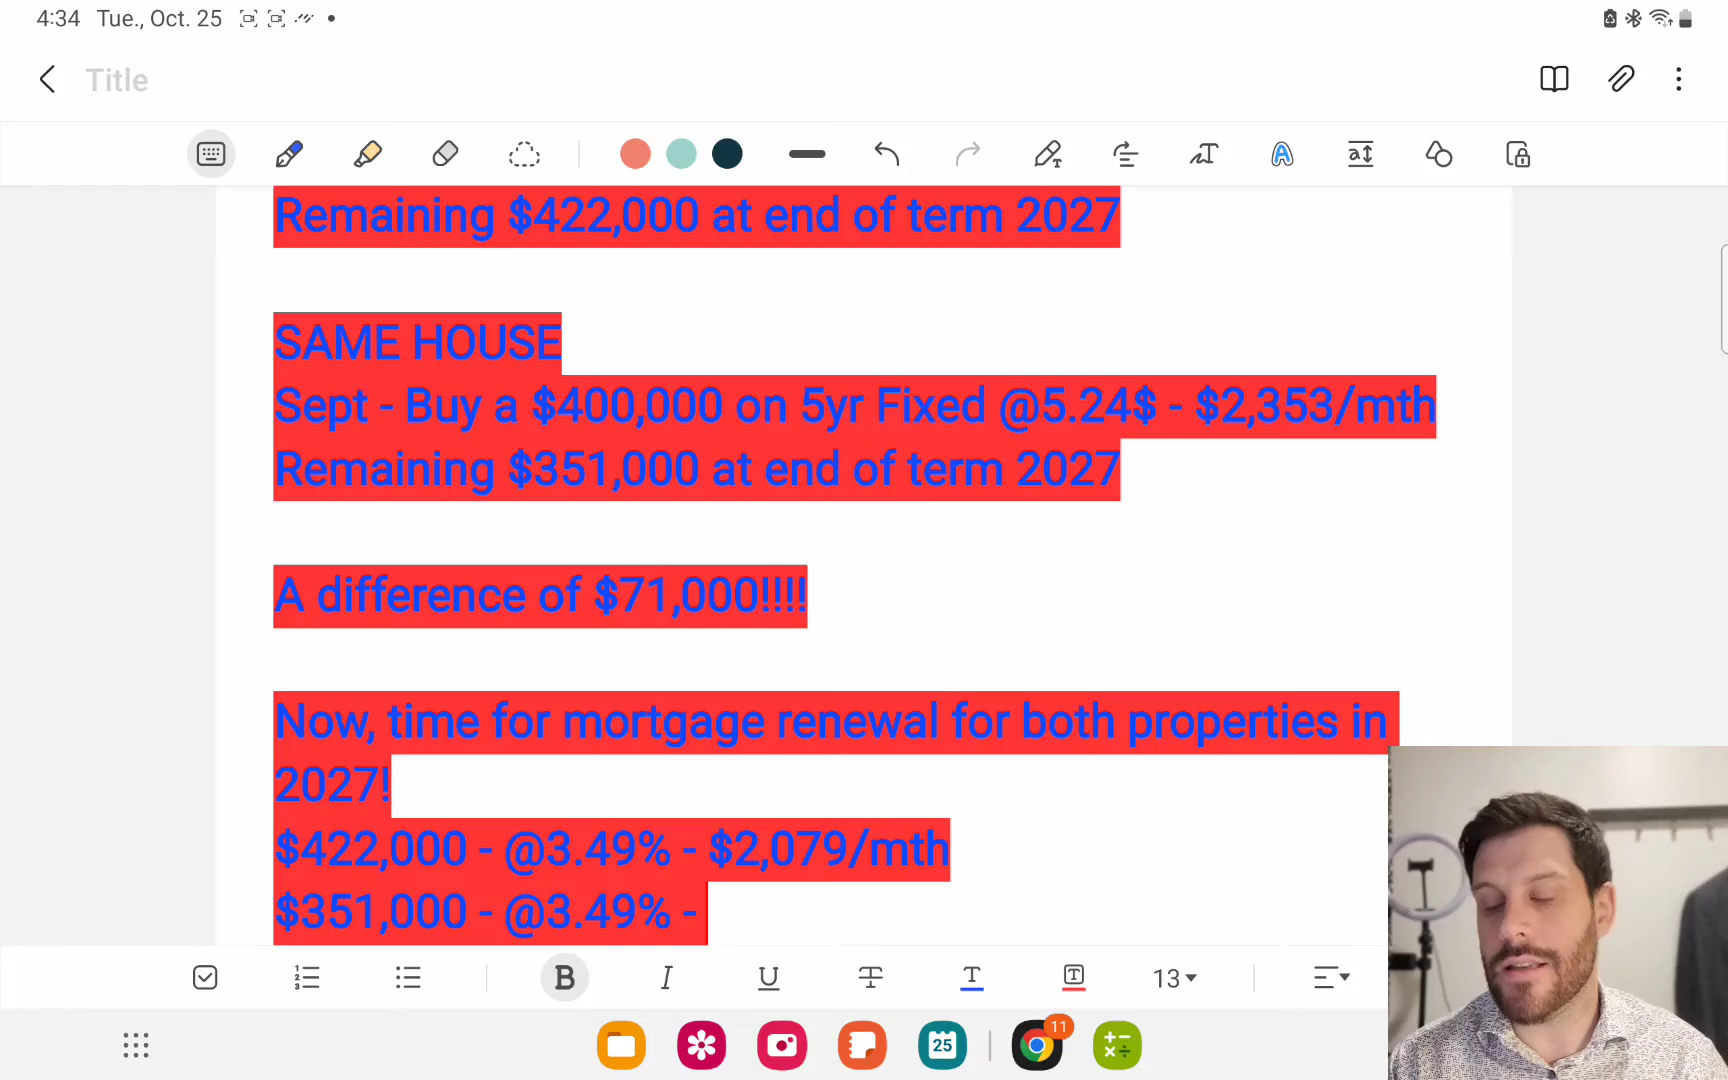 4:34 Tue., Oct. 25
Title
Remaining $422,000 at end of term 2027
SAME HOUSE
Sept - Buy a $400,000 on 5yr Fixed @5.24$ - $2,353/mth
Remaining $351,000 at end of term 2027
A difference of $71,000!!!!
Now, time for mortgage renewal for both properties in
2027!
$422,000 - @3.49% - $2,079/mth
$351,000 - @3.49% -
B I U T T T 13
25
11